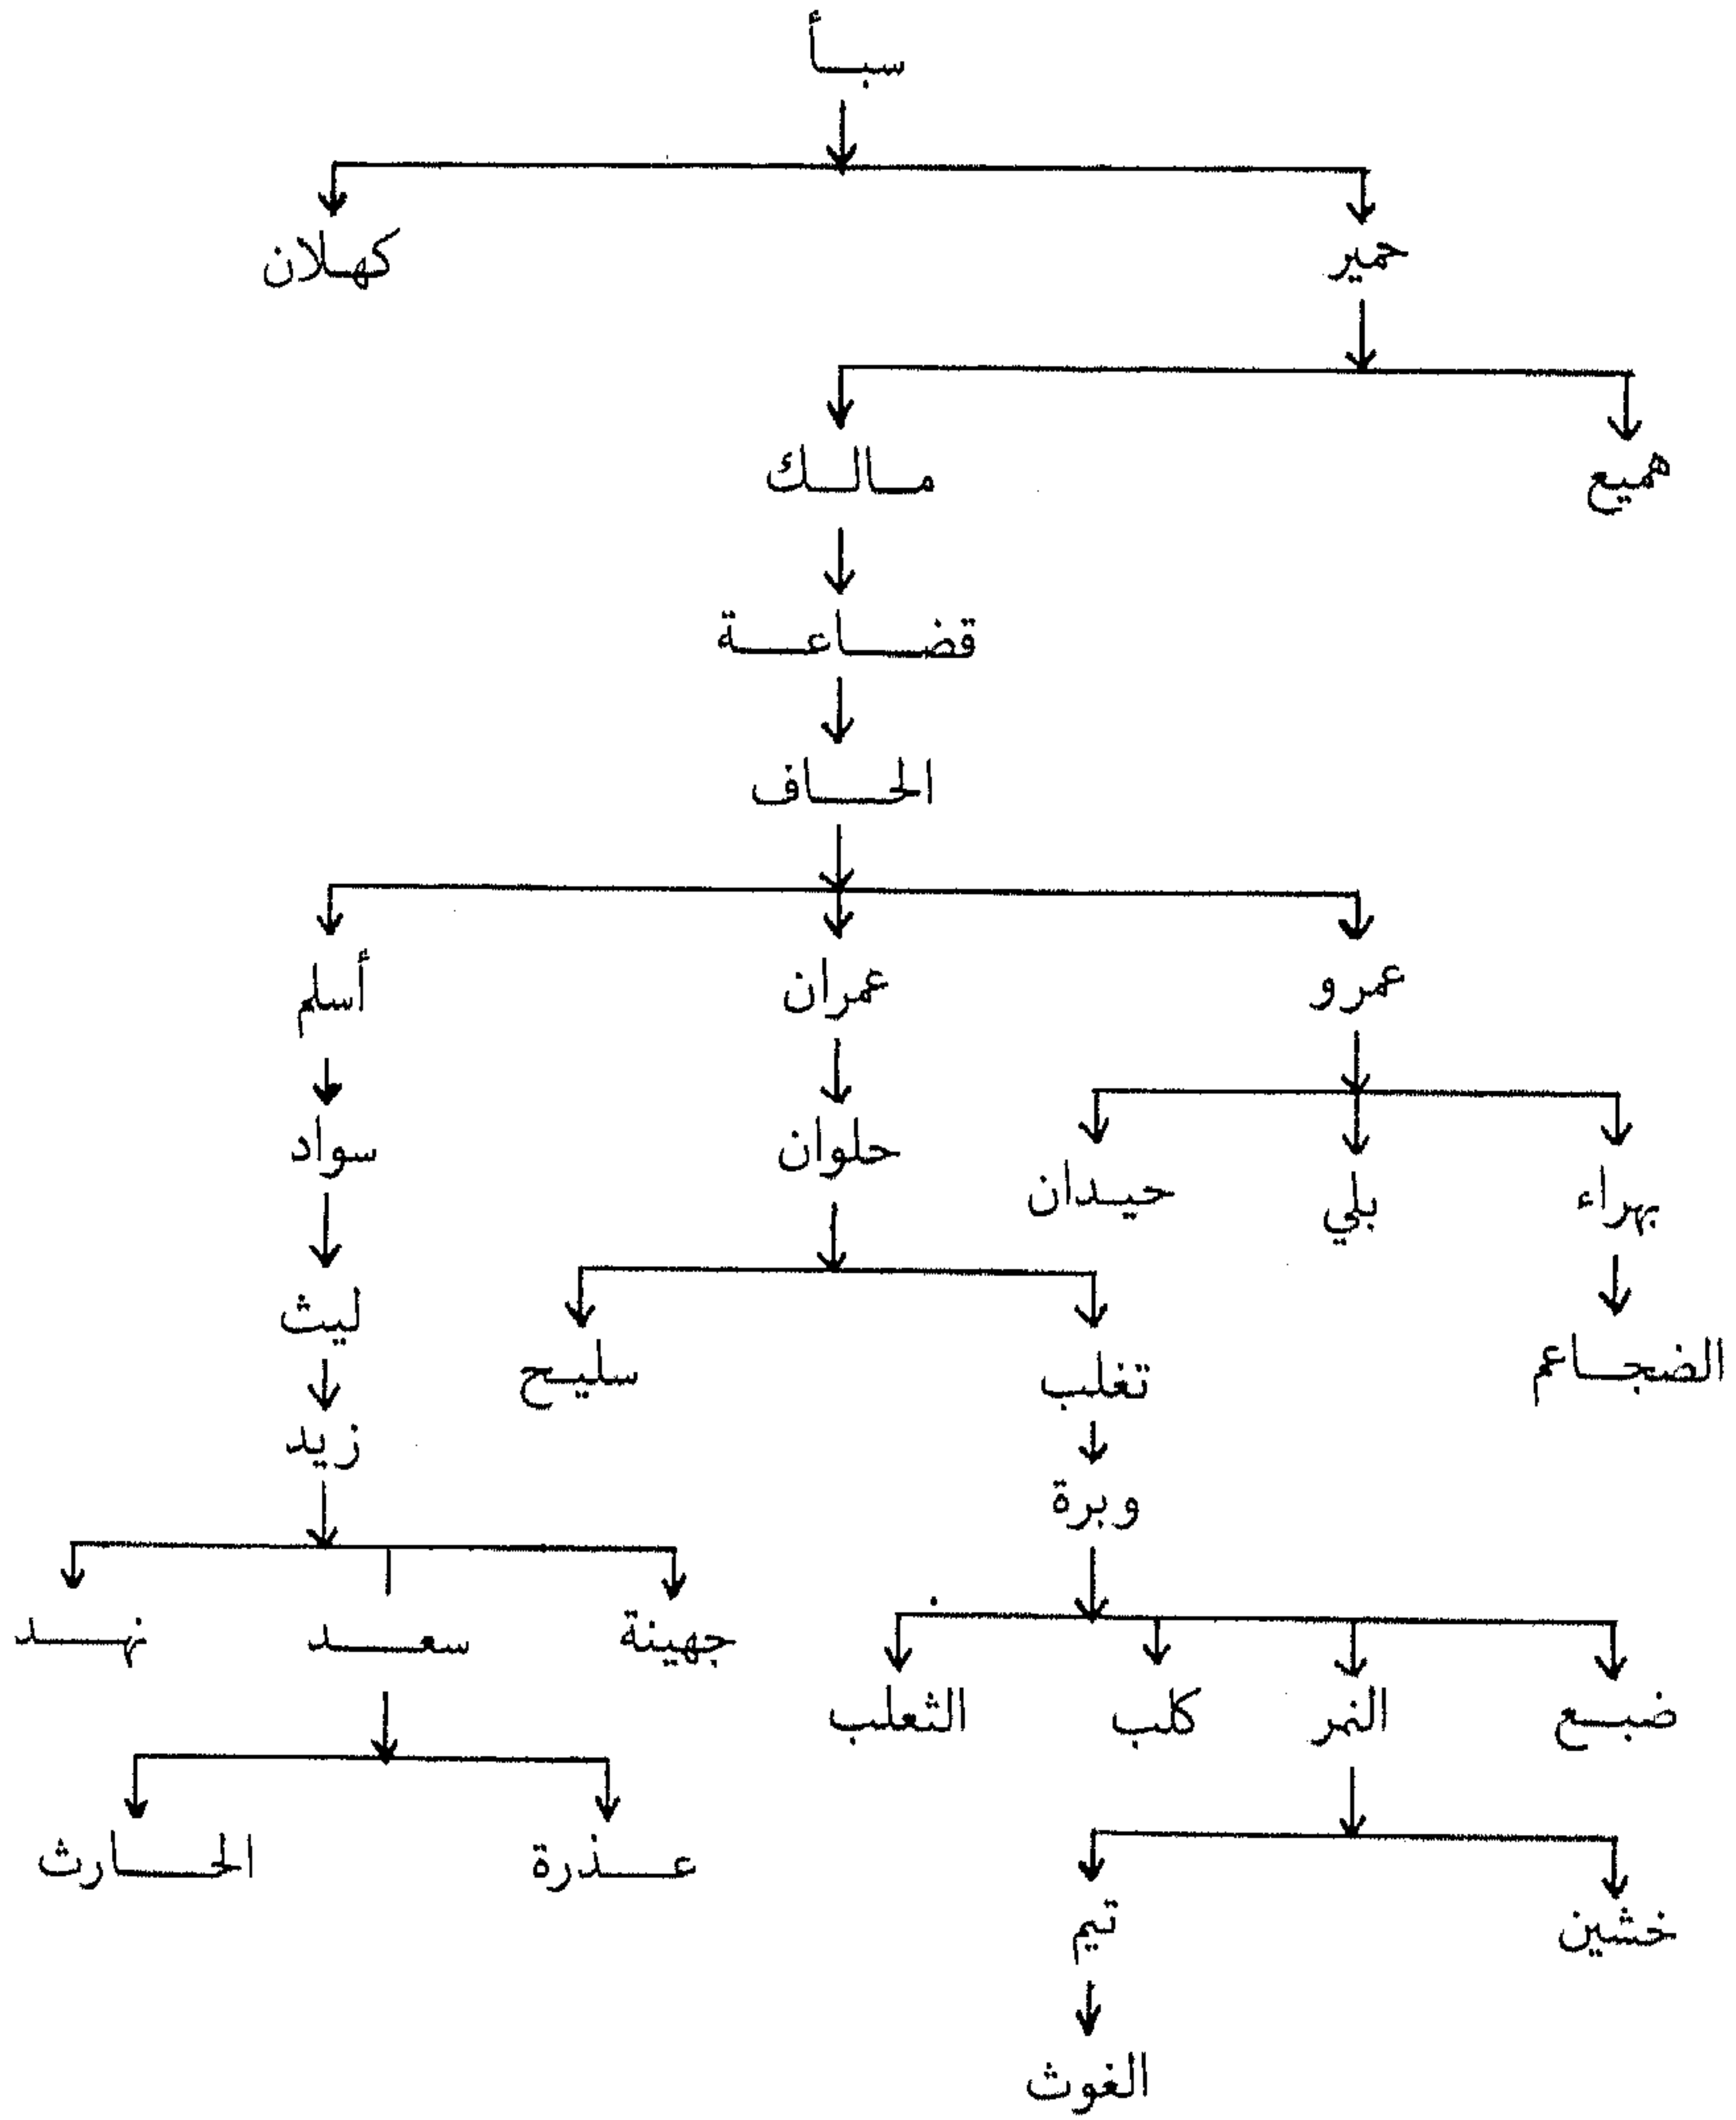 سبأ
حمير كهلان
هميع مالك
قضاعة
الحاف
عمرو عمران أسلم
بهراء بلي حيدان حلوان سواد
الضجاعم تغلب سليح ليث
وبرة زيد
جهينة سعد نهد
ضبع النمر كلب الثعلب
عذرة الحارث
خشين تيم
الغوث